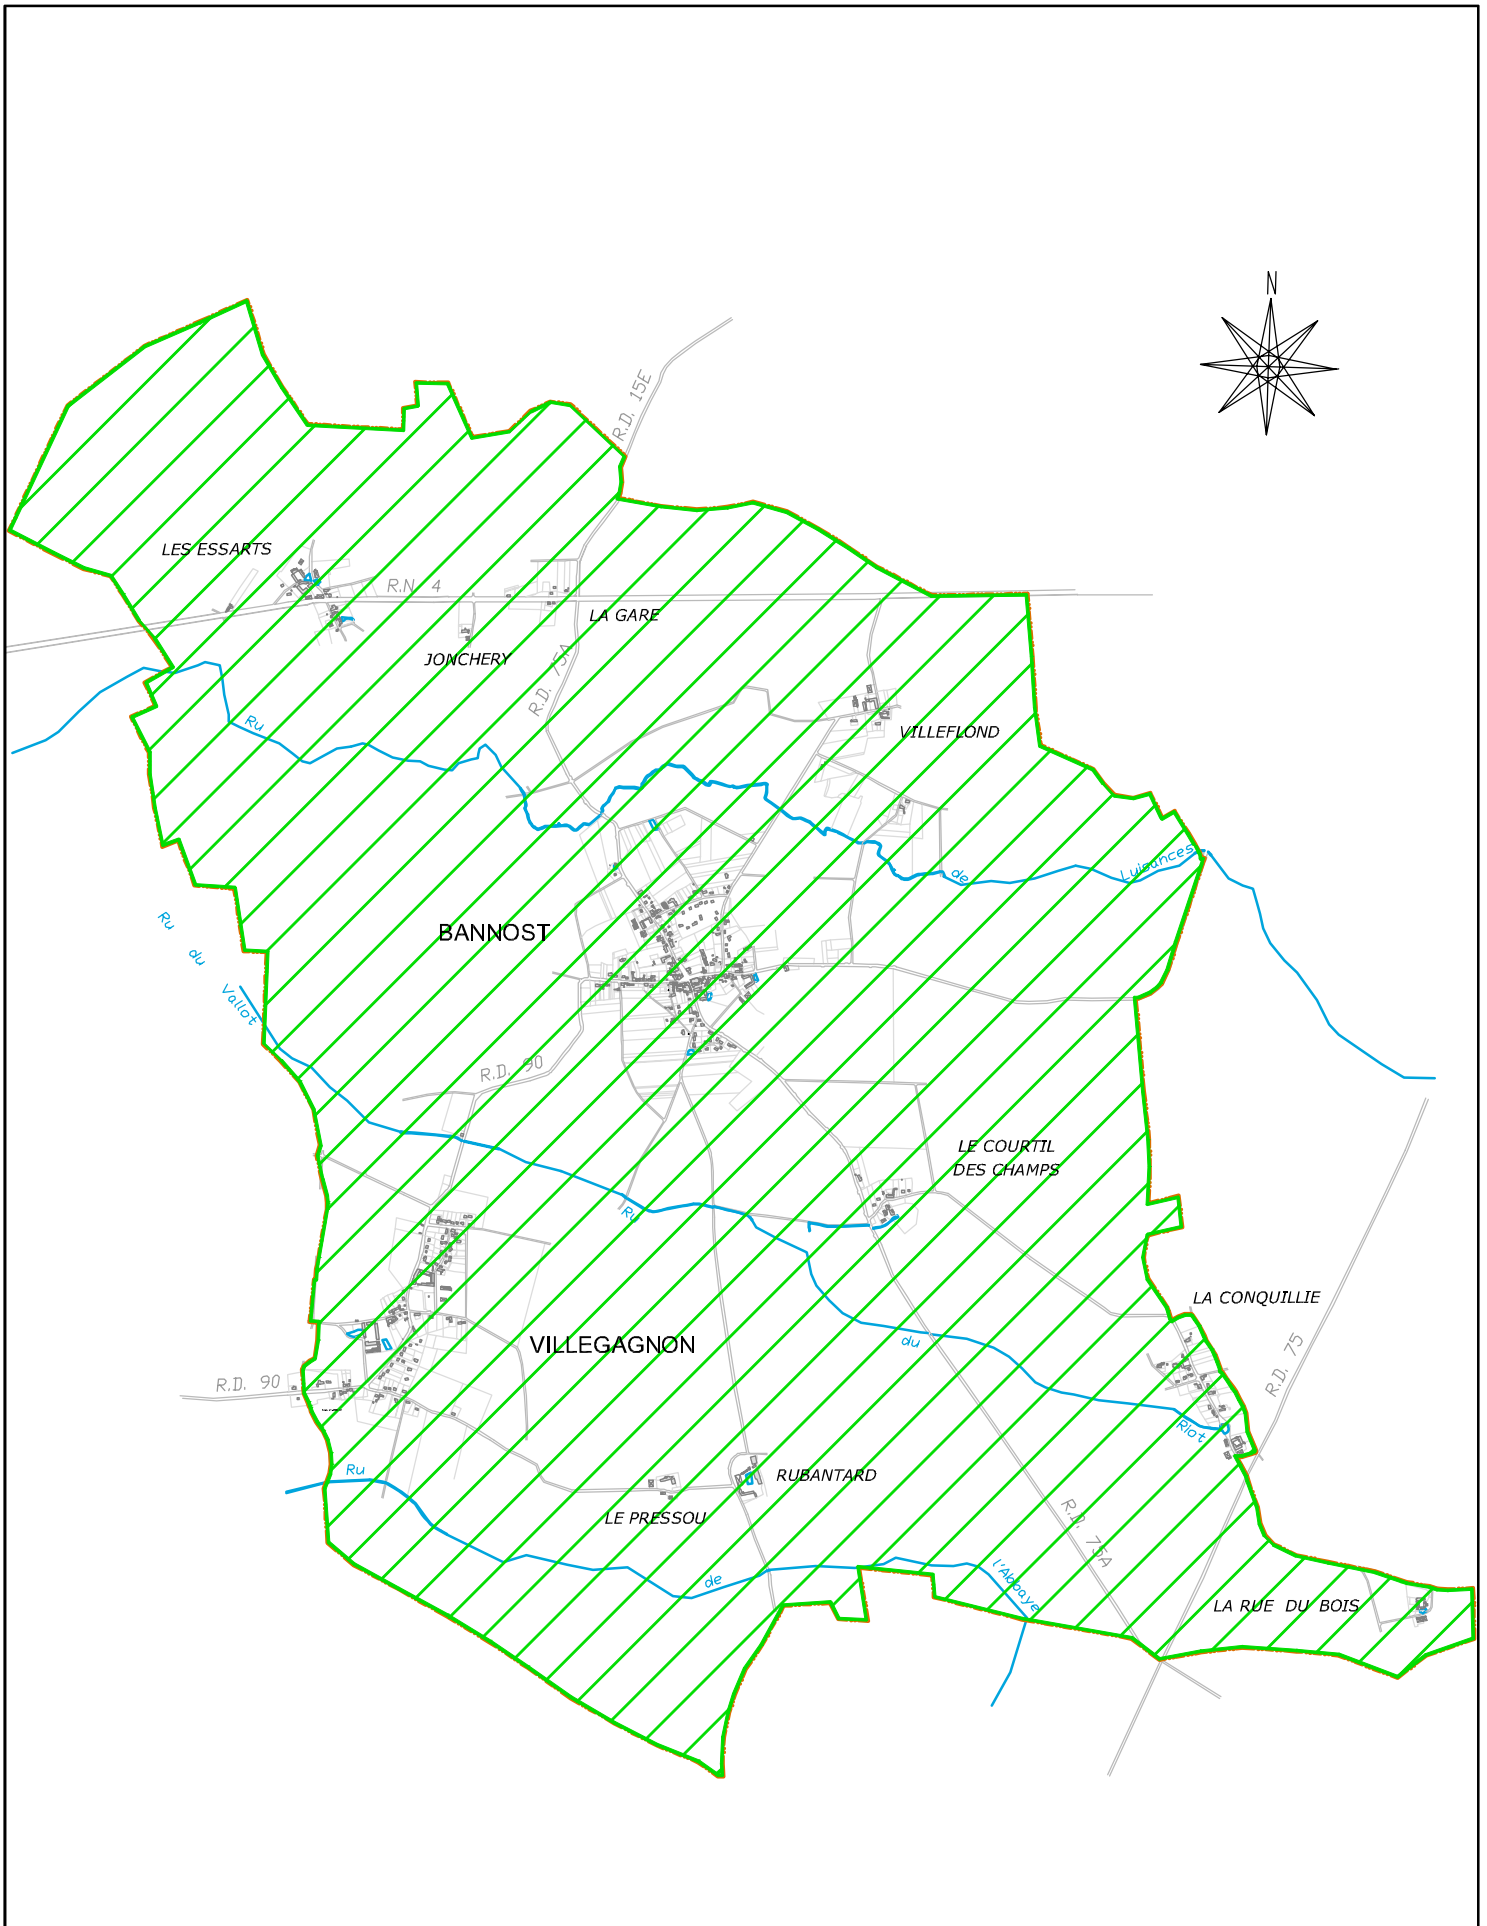 N
R.D. 15E
LES ESSARTS
R.N. 4
LA GARE
JONCHERY
R.D. 75A
Ru
VILLEFLOND
Luisances
de
Ru du
Vallot
BANNOST
R.D. 90
LE COURTIL
DES CHAMPS
Ru
LA CONQUILLIE
du
VILLEGAGNON
R.D. 75
R.D. 90
Riot
Ru
RUBANTARD
LE PRESSOU
R.D. 75A
de
l'Abbaye
LA RUE DU BOIS